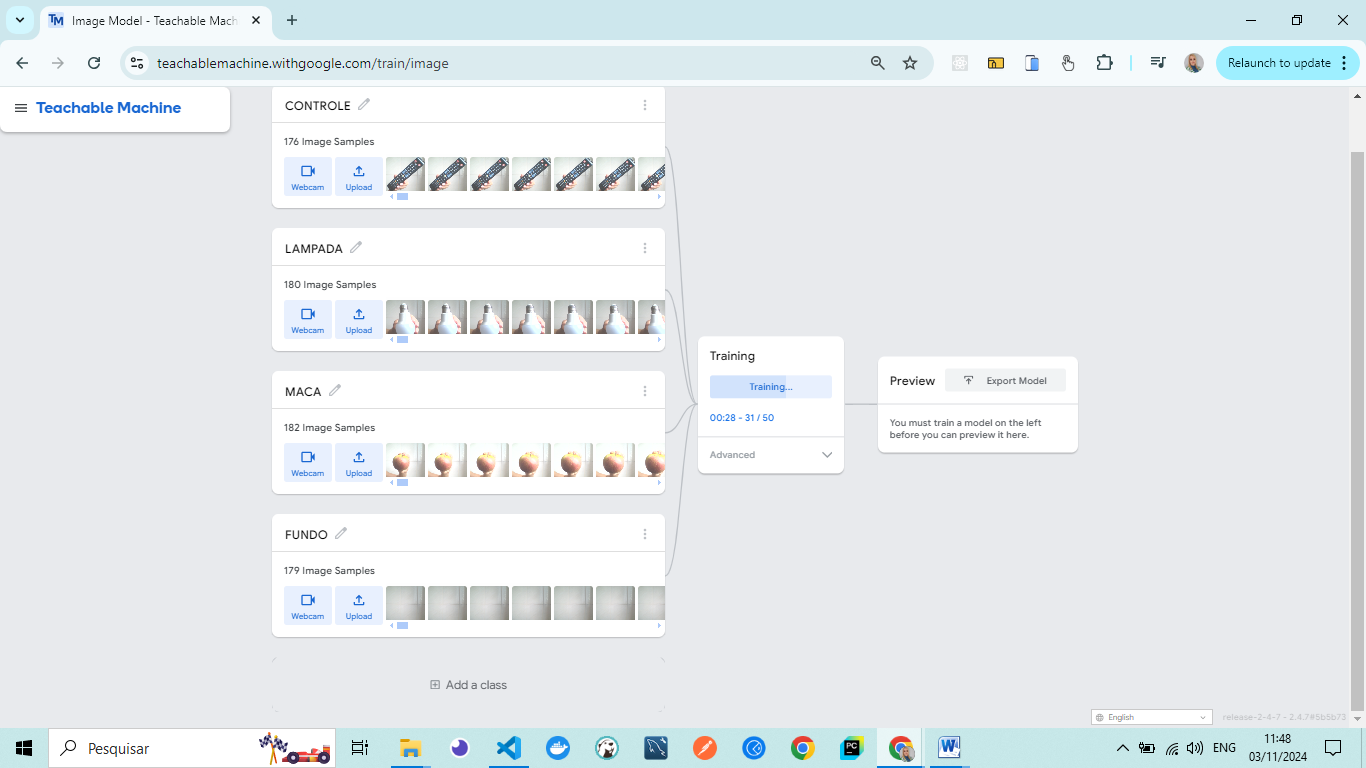 Image Model - Teachable Mach
teachablemachine.withgoogle.com/train/image
Relaunch to update
Teachable Machine
CONTROLE
176 Image Samples
Webcam
Upload
LAMPADA
180 Image Samples
Webcam
Upload
MACA
182 Image Samples
Webcam
Upload
FUNDO
179 Image Samples
Webcam
Upload
Add a class
Training
Training...
00:28 - 31 / 50
Advanced
Preview
Export Model
You must train a model on the left
before you can preview it here.
English
release-2-4-7 - 2.4.7#5b5b73
Pesquisar
ENG
11:48
03/11/2024